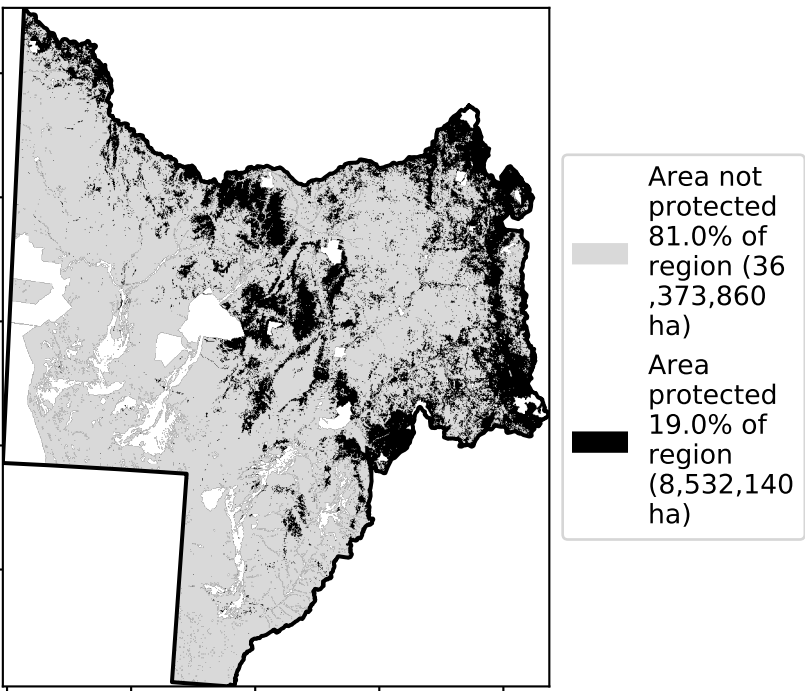 Area not
protected
81.0% of
region (36
,373,860
ha)
Area
protected
19.0% of
region
(8,532,140
ha)